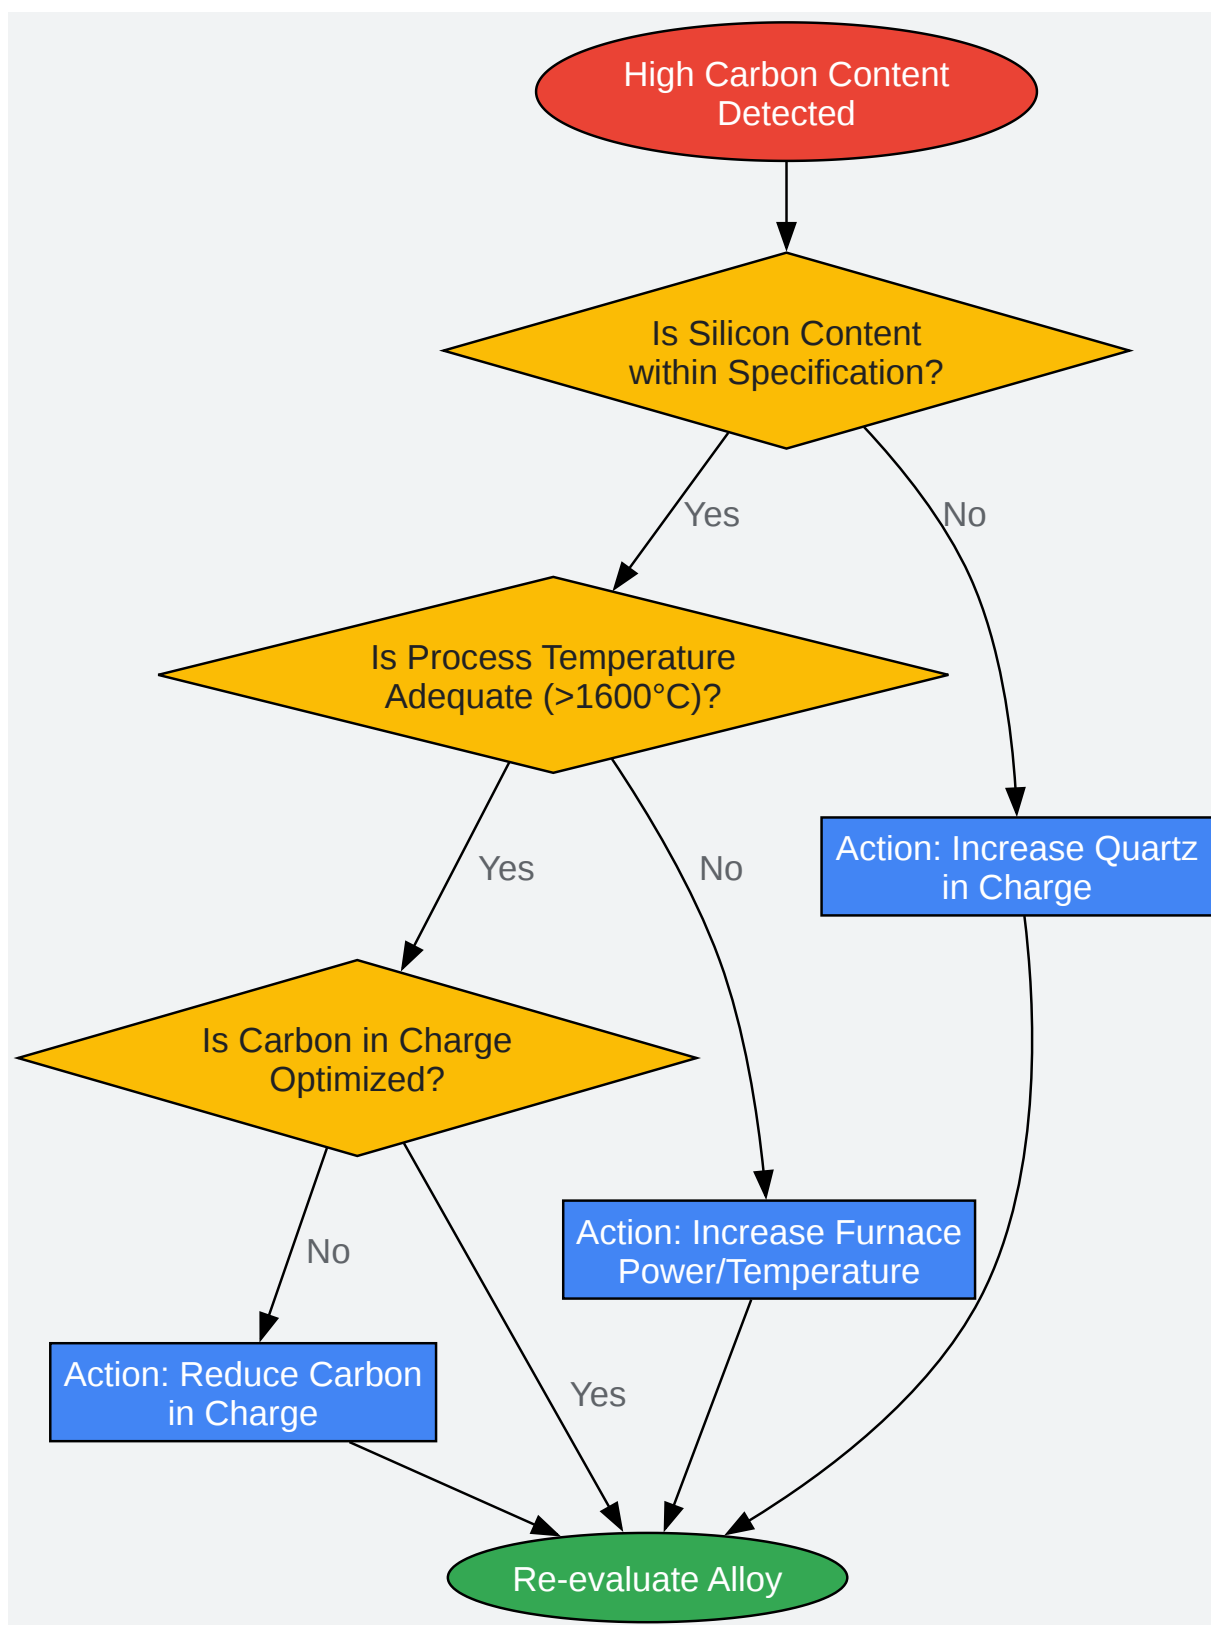 High Carbon Content
Detected
Is Silicon Content
within Specification?
Yes
No
Is Process Temperature
Adequate (>1600°C)?
Yes
No
Action: Increase Quartz
in Charge
Is Carbon in Charge
Optimized?
No
Yes
Action: Increase Furnace
Power/Temperature
Action: Reduce Carbon
in Charge
Re-evaluate Alloy